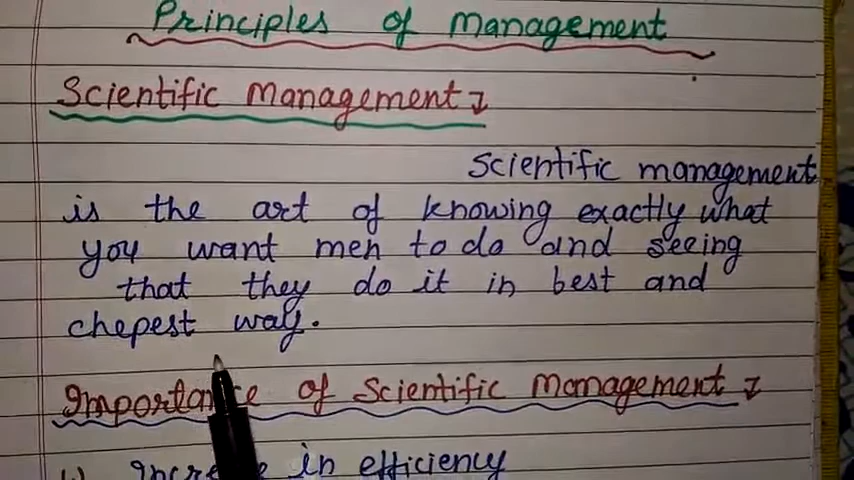 Principles of management
Scientific Management
Scientific management
is the art of knowing exactly what
you want men to do and seeing
that they do it in best and
chepest way.
Importance of Scientific Management
in efficiency